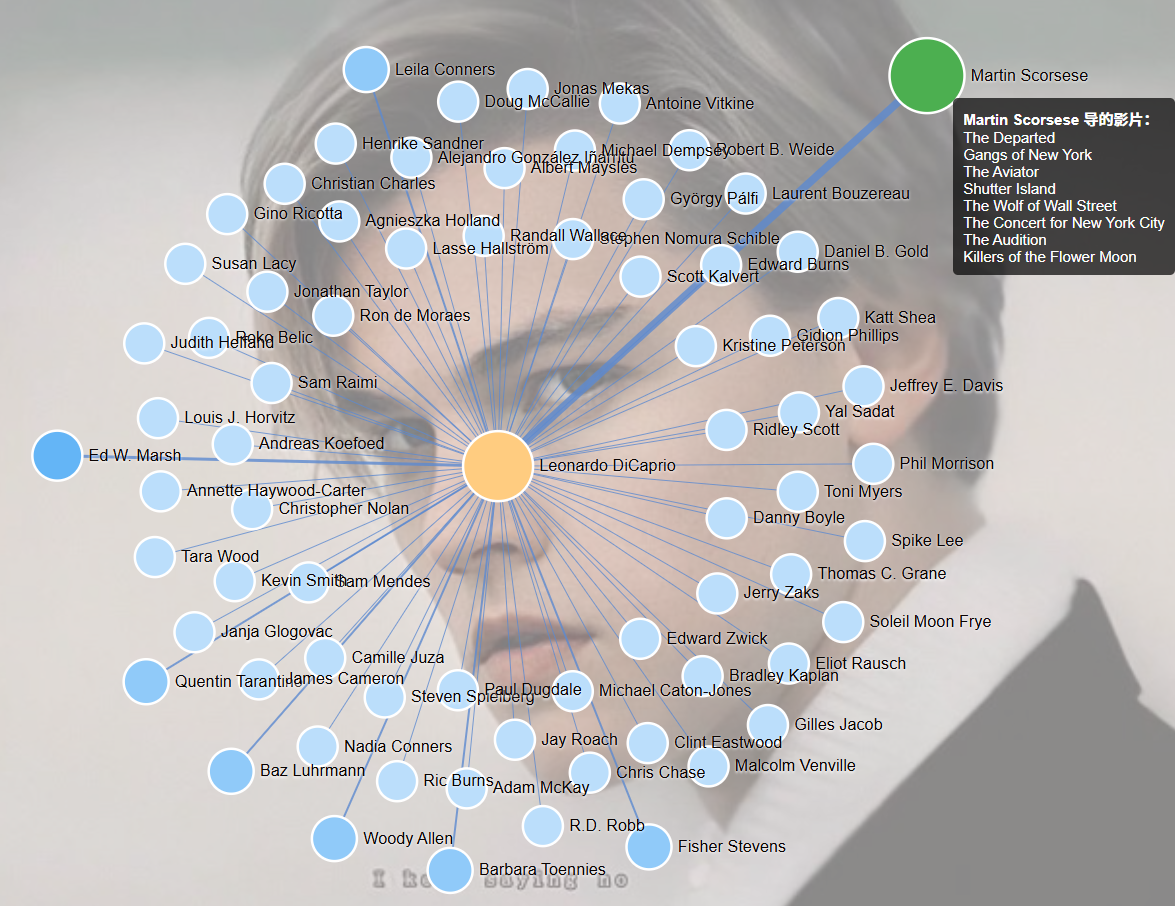 Leila Conners
Martin Scorsese
Jonas Mekas
Doug McCallie
Antoine Vitkine
Martin Scorsese 导的影片：
The Departed
Gangs of New York
The Aviator
Shutter Island
The Wolf of Wall Street
The Concert for New York City
The Audition
Killers of the Flower Moon
Henrike Sandner
Michael Dempsey
Robert B. Weide
Alejandro González Iñárritu
Albert Maysles
Christian Charles
György Pálfi
Laurent Bouzereau
Gino Ricotta
Agnieszka Holland
Randall Wallace
Stephen Nomura Schible
Lasse Hallström
Daniel B. Gold
Susan Lacy
Edward Burns
Scott Kalvert
Jonathan Taylor
Ron de Moraes
Katt Shea
Roko Belic
Gidion Phillips
Judith Helfand
Kristine Peterson
Sam Raimi
Jeffrey E. Davis
Louis J. Horvitz
Yal Sadat
Ridley Scott
Andreas Koefoed
Ed W. Marsh
Leonardo DiCaprio
Phil Morrison
Annette Haywood-Carter
Toni Myers
Christopher Nolan
Danny Boyle
Spike Lee
Tara Wood
Thomas C. Grane
Kevin Smith
Sam Mendes
Jerry Zaks
Soleil Moon Frye
Janja Glogovac
Edward Zwick
Camille Juza
Eliot Rausch
Bradley Kaplan
Quentin Tarantino
James Cameron
Paul Dugdale
Michael Caton-Jones
Steven Spielberg
Gilles Jacob
Jay Roach
Clint Eastwood
Nadia Conners
Malcolm Venville
Baz Luhrmann
Chris Chase
Ric Burns
Adam McKay
R.D. Robb
Woody Allen
Fisher Stevens
Barbara Toennies
I keep saying no